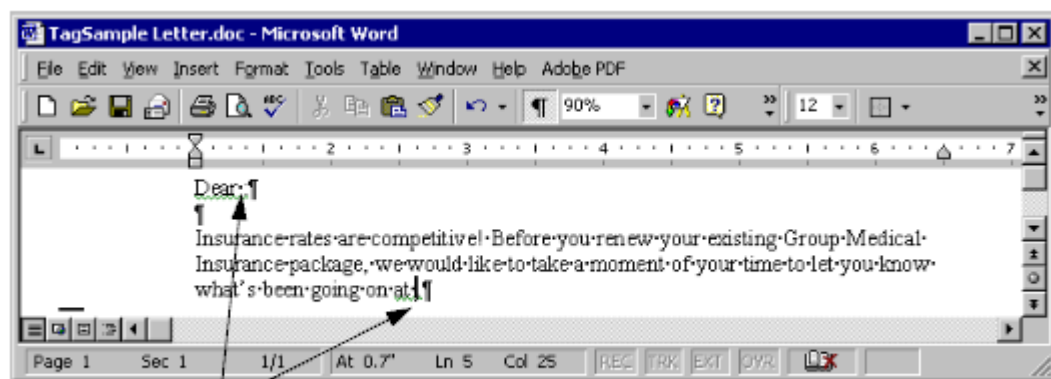 TagSample Letter.doc - Microsoft Word
File Edit View Insert Format Tools Table Window Help Adobe PDF
ABC ¶ 90% 12
L 2 3 4 5 6 7
Dear·:¶
¶
Insurance·rates·are·competitive!·Before·you·renew·your·existing·Group·Medical·
Insurance·package,·we·would·like·to·take·a·moment·of·your·time·to·let·you·know·
what's·been·going·on·at·.¶
Page 1 Sec 1 1/1 At 0.7" Ln 5 Col 25 REC TRK EXT OVR